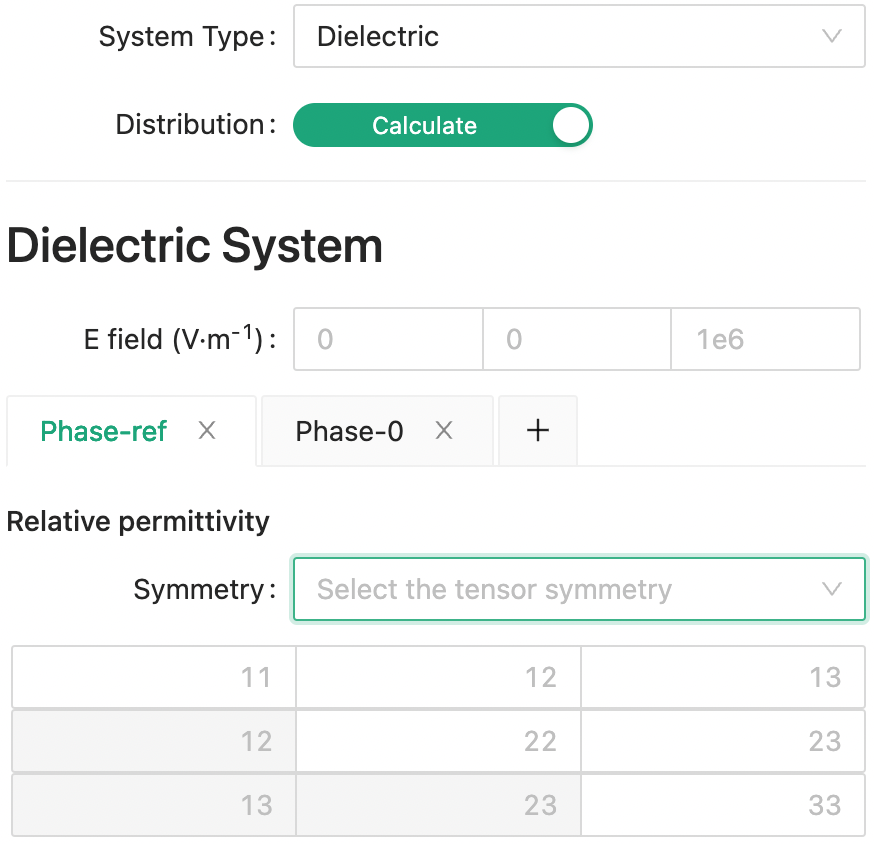 System Type: Dielectric
Distribution: Calculate
Dielectric System
E field (V·m⁻¹): 0 0 1e6
Phase-ref Phase-0 +
Relative permittivity
Symmetry: Select the tensor symmetry
11 12 13
12 22 23
13 23 33